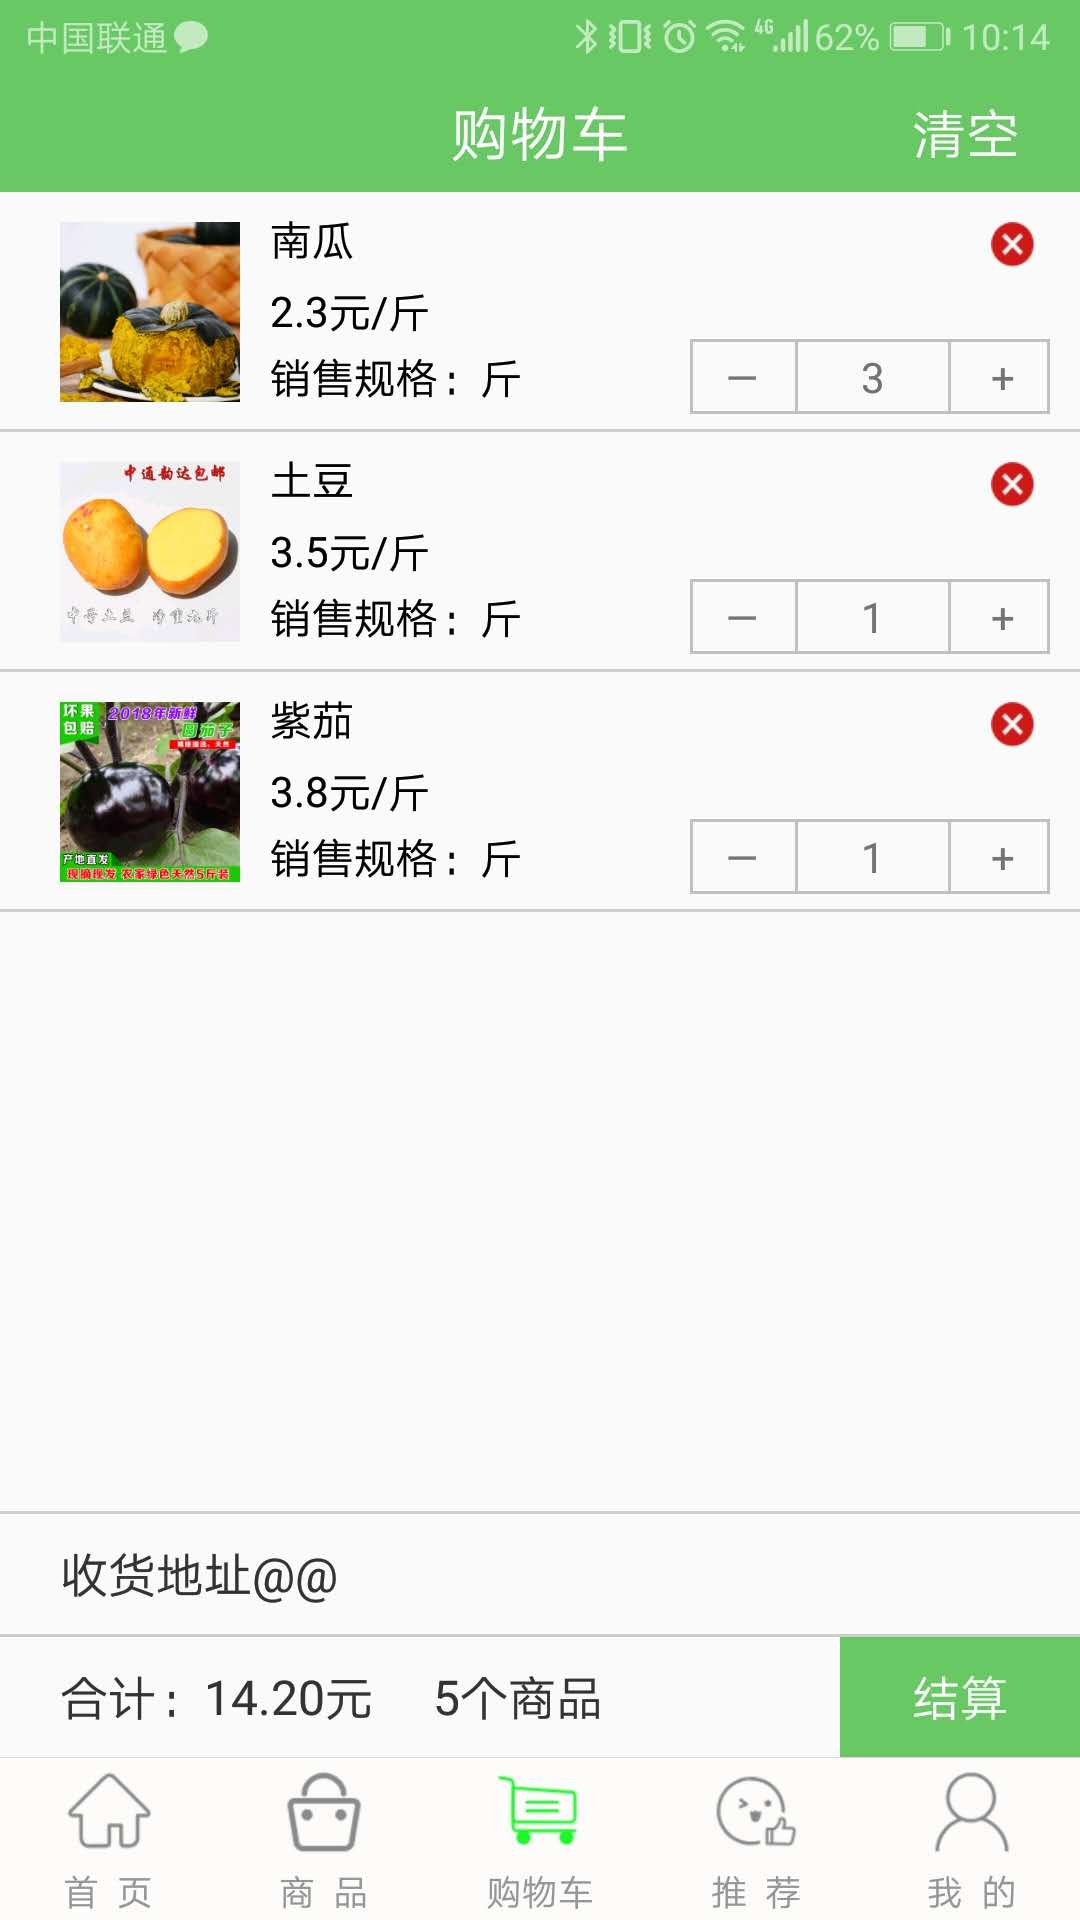 中国联通 4G 62% 10:14
购物车 清空
南瓜
2.3元/斤
销售规格：斤
— 3 +
中通韵达包邮
土豆
3.5元/斤
销售规格：斤
— 1 +
坏果
包赔
2018年新鲜
圆茄子
紫茄
3.8元/斤
销售规格：斤
— 1 +
产地直发
现摘现发 农家绿色天然5斤装
收货地址@@
合计：14.20元 5个商品 结算
首 页 商 品 购物车 推 荐 我 的